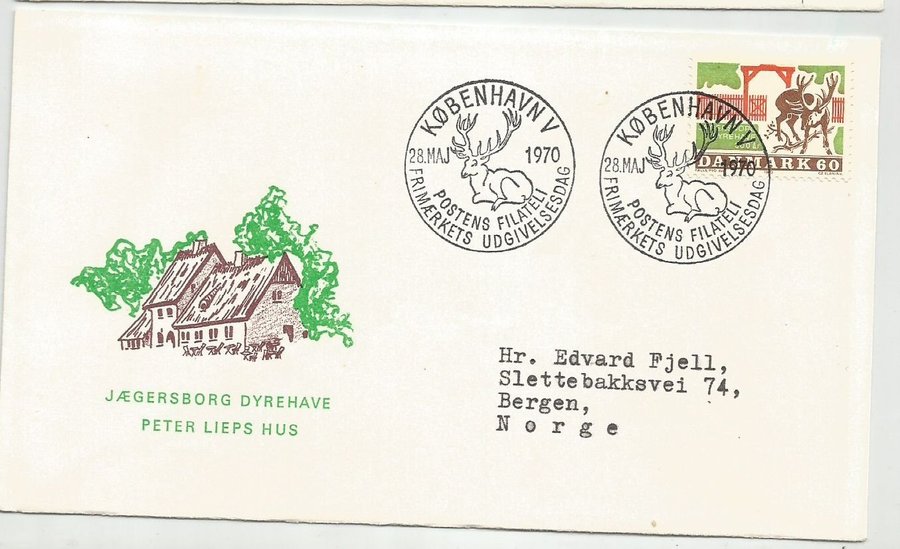 KØBENHAVN V
28. MAJ 1970
POSTENS FILATELI
FRIMÆRKETS UDGIVELSESDAG
KØBENHAVN V
28. MAJ 1970
POSTENS FILATELI
FRIMÆRKETS UDGIVELSESDAG
DANMARK 60
Hr. Edvard Fjell,
Slettebakksvei 74,
Bergen,
Norge
JÆGERSBORG DYREHAVE
PETER LIEPS HUS